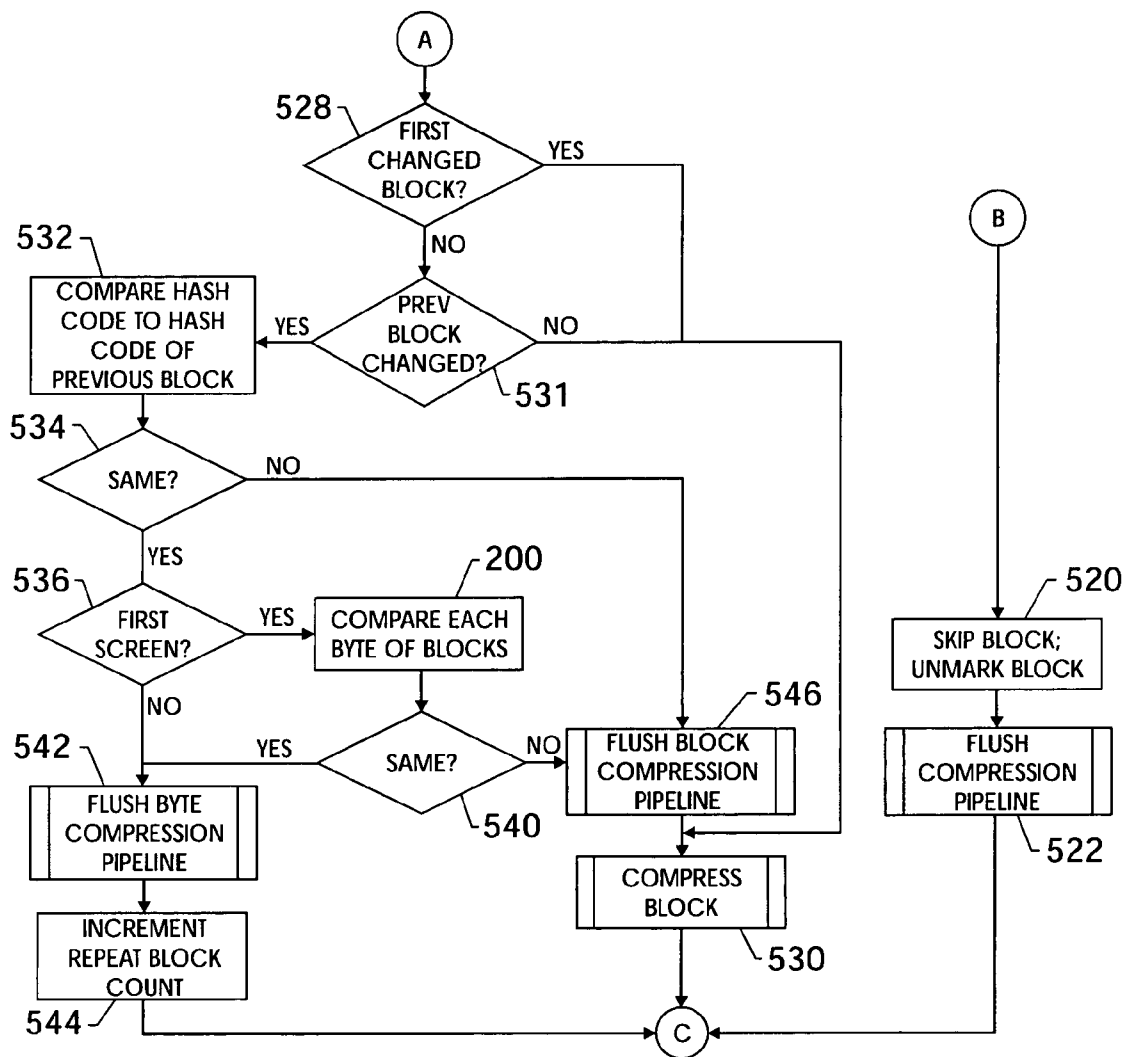 A
528
FIRST
CHANGED
BLOCK?
YES
NO
B
532
COMPARE HASH
CODE TO HASH
CODE OF
PREVIOUS BLOCK
YES
PREV
BLOCK
CHANGED?
NO
531
534
SAME?
NO
YES
536
FIRST
SCREEN?
YES
200
COMPARE EACH
BYTE OF BLOCKS
520
SKIP BLOCK;
UNMARK BLOCK
NO
542
FLUSH BYTE
COMPRESSION
PIPELINE
YES
SAME?
NO
540
546
FLUSH BLOCK
COMPRESSION
PIPELINE
FLUSH
COMPRESSION
PIPELINE
522
COMPRESS
BLOCK
530
INCREMENT
REPEAT BLOCK
COUNT
544
C